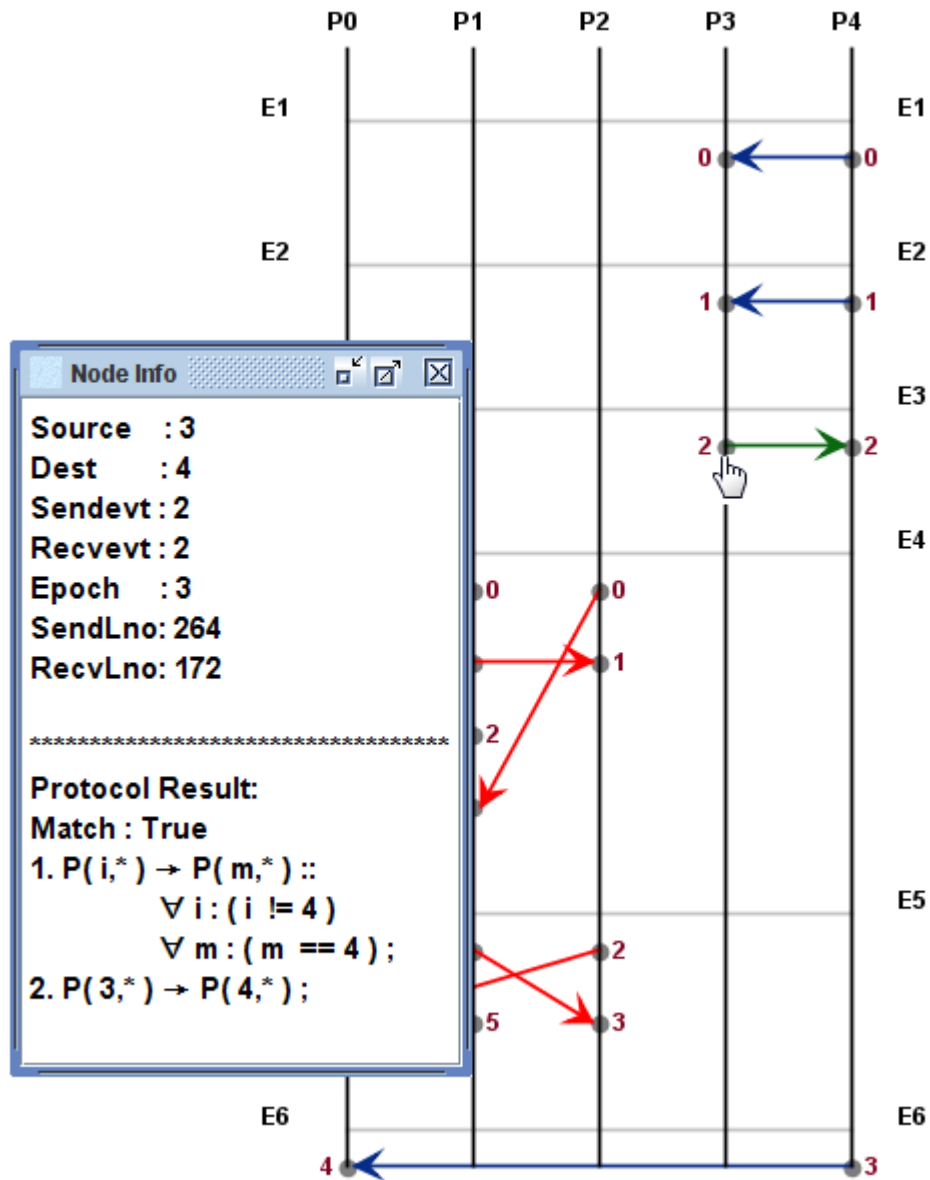 P0 P1 P2 P3 P4
E1 E1
0 0
E2 E2
1 1
E3
2 2
E4
0 0
1
2
E5
2
5 3
E6 E6
4 3
Node Info
Source : 3
Dest : 4
Sendevt : 2
Recvevt : 2
Epoch : 3
SendLno: 264
RecvLno: 172
***********************************
Protocol Result:
Match : True
1. P( i,* ) → P( m,* ) ::
∀ i : ( i != 4 )
∀ m : ( m == 4 ) ;
2. P( 3,* ) → P( 4,* ) ;